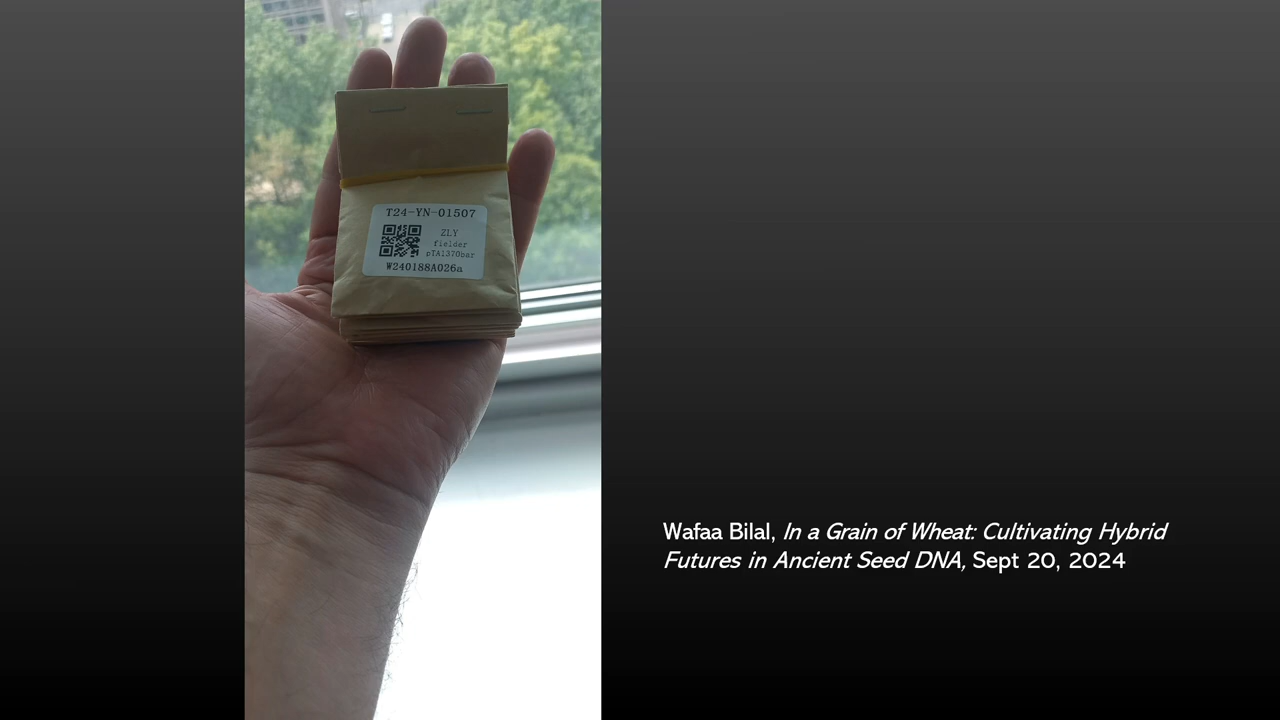 T24-YN-01507
ZLY
fielder
pTA1370bar
W240188A026a
Wafaa Bilal, In a Grain of Wheat: Cultivating Hybrid
Futures in Ancient Seed DNA, Sept 20, 2024